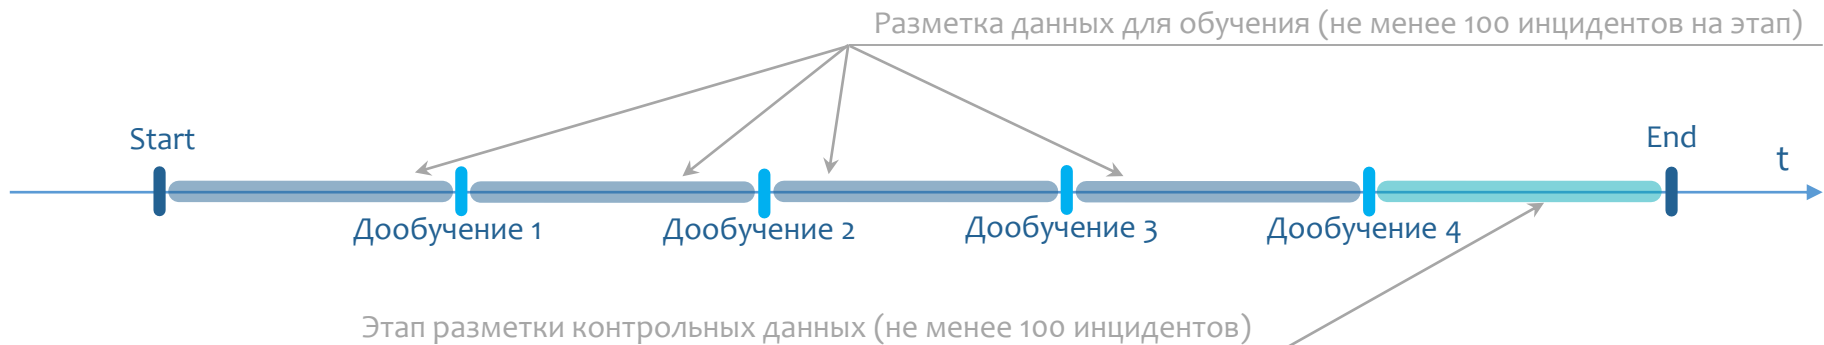 Разметка данных для обучения (не менее 100 инцидентов на этап)
Start
End
t
Дообучение 1
Дообучение 2
Дообучение 3
Дообучение 4
Этап разметки контрольных данных (не менее 100 инцидентов)